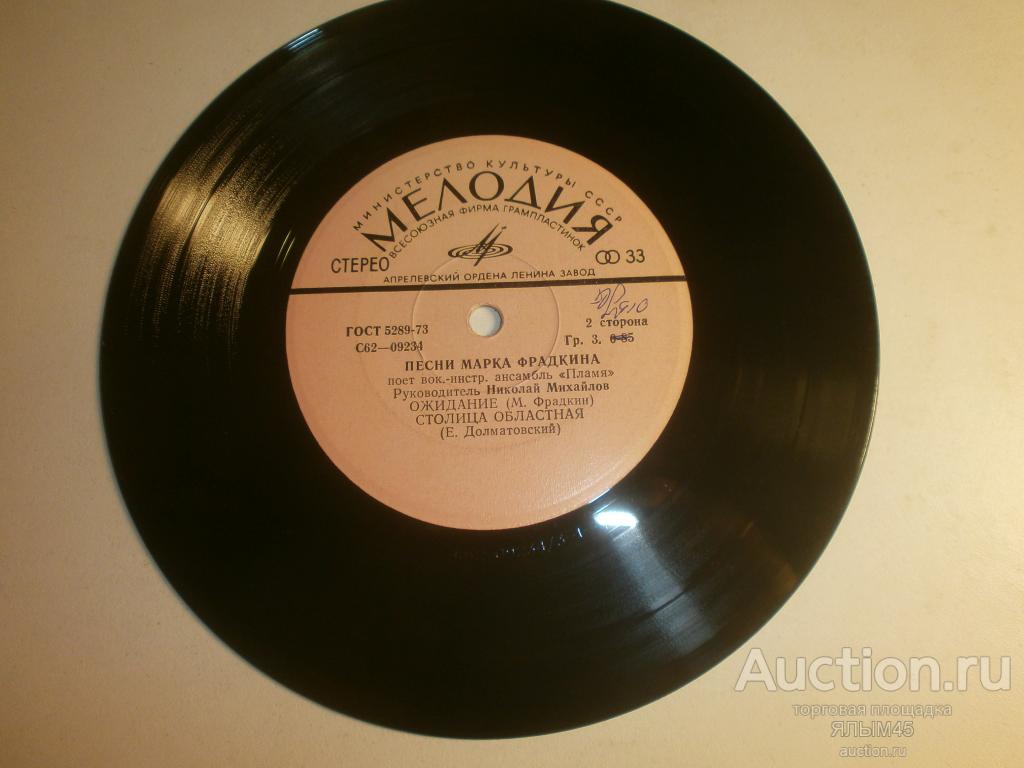 МИНИСТЕРСТВО КУЛЬТУРЫ СССР
МЕЛОДИЯ
ВСЕСОЮЗНАЯ ФИРМА ГРАМПЛАСТИНОК
СТЕРЕО
33
АПРЕЛЕВСКИЙ ОРДЕНА ЛЕНИНА ЗАВОД
ГОСТ 5289-73
2 сторона
С62—09234
Гр. 3. 0-85
ПЕСНИ МАРКА ФРАДКИНА
поет вок.-инстр. ансамбль «Пламя»
Руководитель Николай Михайлов
ОЖИДАНИЕ (М. Фрадкин)
СТОЛИЦА ОБЛАСТНАЯ
(Е. Долматовский)
Auction.ru
торговая площадка
ЯЛЫМ45
auction.ru